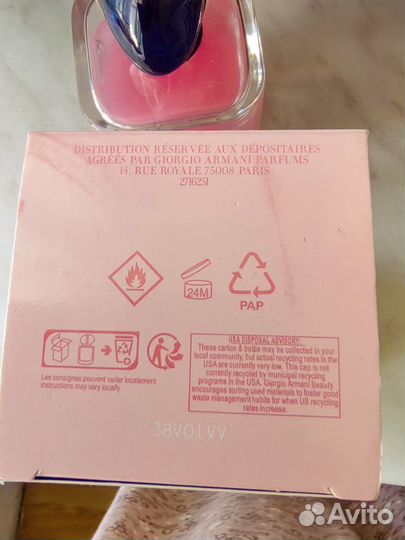 DISTRIBUTION RÉSERVÉE AUX DÉPOSITAIRES
AGRÉÉS PAR GIORGIO ARMANI PARFUMS
14, RUE ROYALE 75008 PARIS
2716251
24M
PAP
Les consignes peuvent varier localement
instructions may vary locally
USA DISPOSAL ADVISORY:
These carton & bottle may be collected in your
local community, but actual recycling rates in the
USA are currently very low. This cap is not
currently recycled by municipal recycling
programs in the USA. Giorgio Armani Beauty
encourages sorting used materials to foster good
waste management habits for when US recycling
rates increase.
38V01VV
Avito